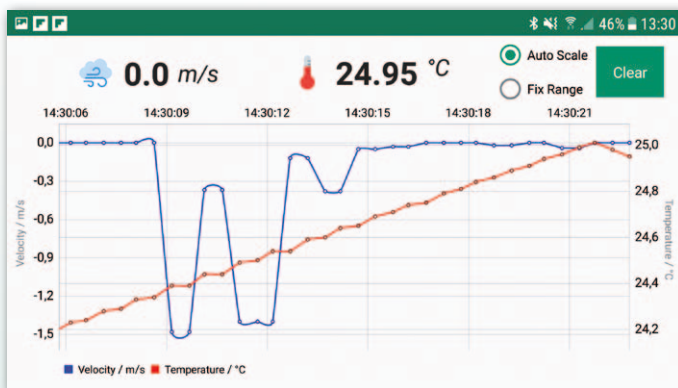 46% 13:30
0.0 m/s
24.95 °C
Auto Scale
Fix Range
Clear
14:30:06 14:30:09 14:30:12 14:30:15 14:30:18 14:30:21
0,0
-0,3
-0,6
-0,9
-1,2
-1,5
Velocity / m/s
25,0
24,8
24,6
24,4
24,2
Temperature / °C
Velocity / m/s Temperature / °C